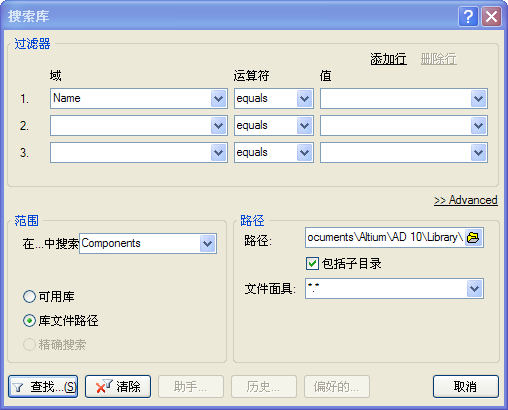 搜索库
过滤器
添加行 删除行
域 运算符 值
1. Name equals
2. equals
3. equals
>> Advanced
范围
在...中搜索 Components
可用库
库文件路径
精确搜索
路径
路径: ocuments\Altium\AD 10\Library\
包括子目录
文件面具: *.*
查找...(S) 清除 助手... 历史... 偏好的... 取消